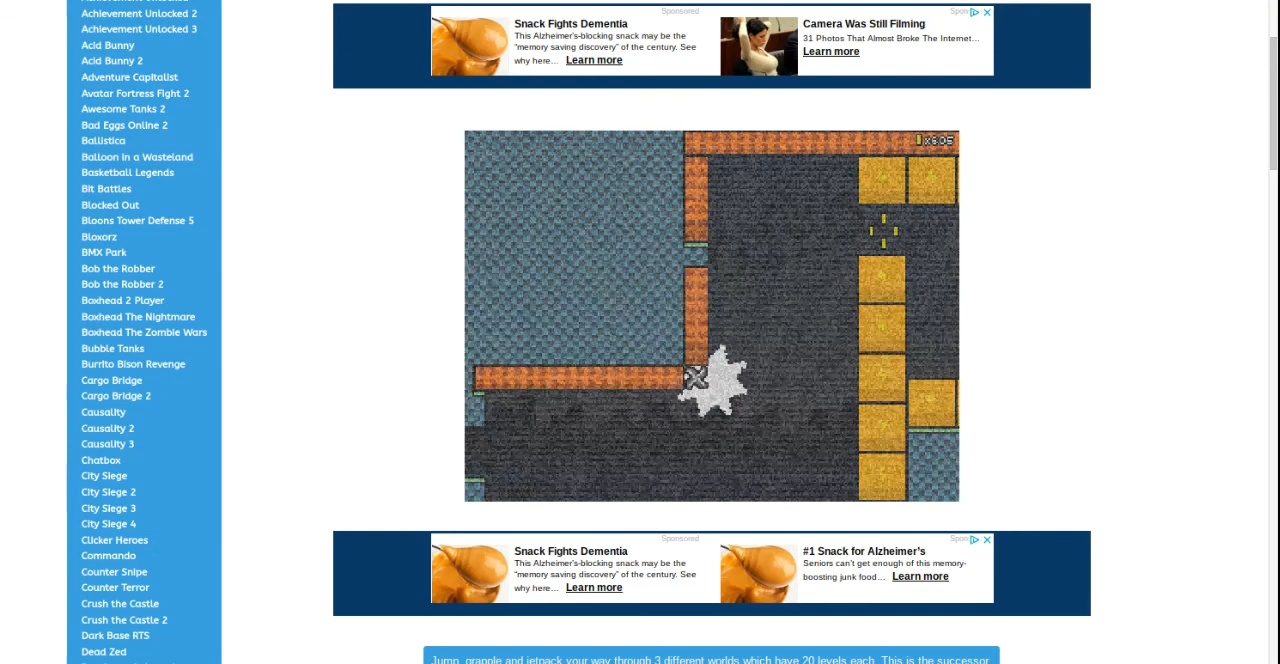 Achievement Unlocked 2
Achievement Unlocked 3
Acid Bunny
Acid Bunny 2
Adventure Capitalist
Avatar Fortress Fight 2
Awesome Tanks 2
Bad Eggs Online 2
Ballistica
Balloon in a Wasteland
Basketball Legends
Bit Battles
Blocked Out
Bloons Tower Defense 5
Bloxorz
BMX Park
Bob the Robber
Bob the Robber 2
Boxhead 2 Player
Boxhead The Nightmare
Boxhead The Zombie Wars
Bubble Tanks
Burrito Bison Revenge
Cargo Bridge
Cargo Bridge 2
Causality
Causality 2
Causality 3
Chatbox
City Siege
City Siege 2
City Siege 3
City Siege 4
Clicker Heroes
Commando
Counter Snipe
Counter Terror
Crush the Castle
Crush the Castle 2
Dark Base RTS
Dead Zed
Sponsored
Snack Fights Dementia
This Alzheimer's-blocking snack may be the
"memory saving discovery" of the century. See
why here… Learn more
Spon
Camera Was Still Filming
31 Photos That Almost Broke The Internet…
Learn more
x605
Sponsored
Snack Fights Dementia
This Alzheimer's-blocking snack may be the
"memory saving discovery" of the century. See
why here… Learn more
Spon
#1 Snack for Alzheimer's
Seniors can't get enough of this memory-
boosting junk food… Learn more
Jump, grapple and jetpack your way through 3 different worlds which have 20 levels each. This is the successor